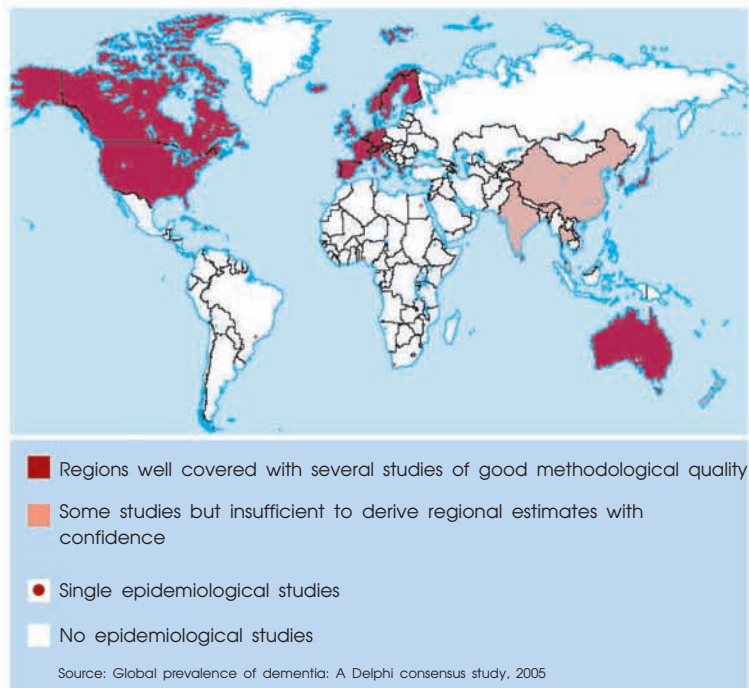 Regions well covered with several studies of good methodological quality
Some studies but insufficient to derive regional estimates with
confidence
Single epidemiological studies
No epidemiological studies
Source: Global prevalence of dementia: A Delphi consensus study, 2005